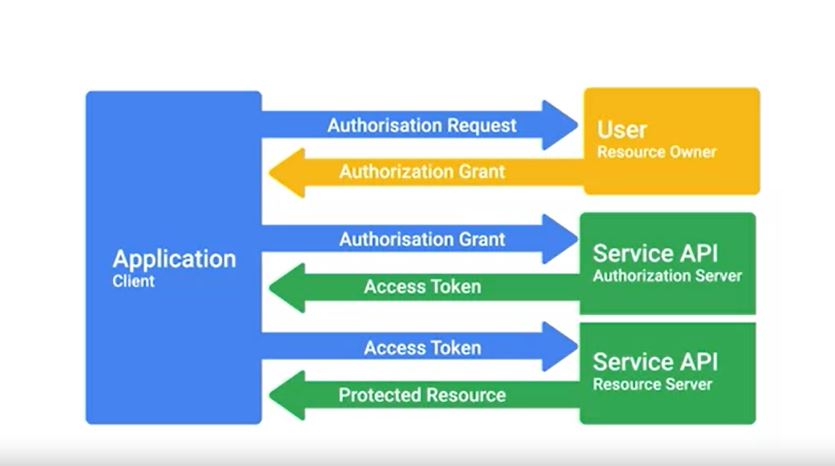 Application
Client
Authorisation Request
Authorization Grant
User
Resource Owner
Authorisation Grant
Access Token
Service API
Authorization Server
Access Token
Protected Resource
Service API
Resource Server